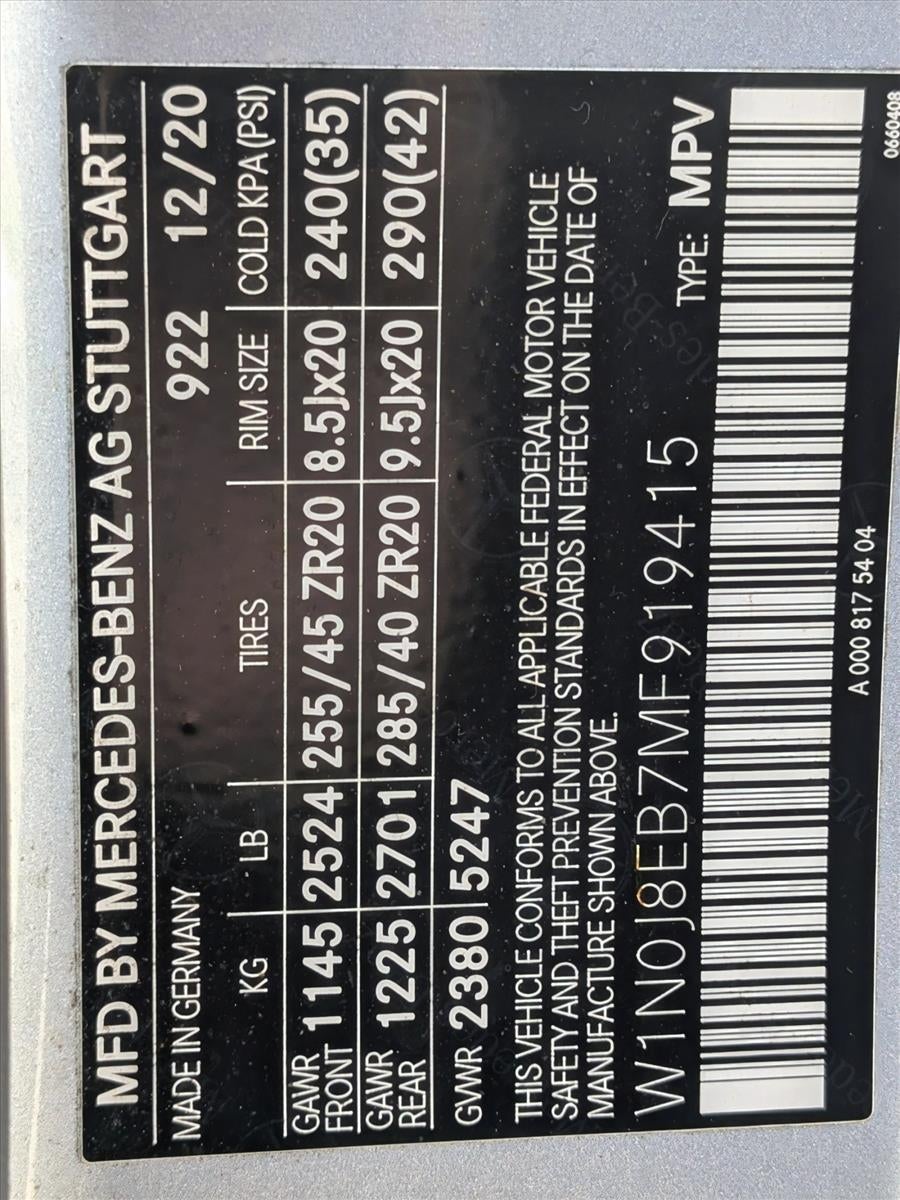 MFD BY MERCEDES-BENZ AG STUTTGART
MADE IN GERMANY 922 12/20
KG LB TIRES RIM SIZE COLD KPA (PSI)
GAWR FRONT 1145 2524 255/45 ZR20 8.5Jx20 240(35)
GAWR REAR 1225 2701 285/40 ZR20 9.5Jx20 290(42)
GVWR 2380 5247
THIS VEHICLE CONFORMS TO ALL APPLICABLE FEDERAL MOTOR VEHICLE
SAFETY AND THEFT PREVENTION STANDARDS IN EFFECT ON THE DATE OF
MANUFACTURE SHOWN ABOVE.
W1N0J8EB7MF919415 TYPE: MPV
A 000 817 54 04
0660408